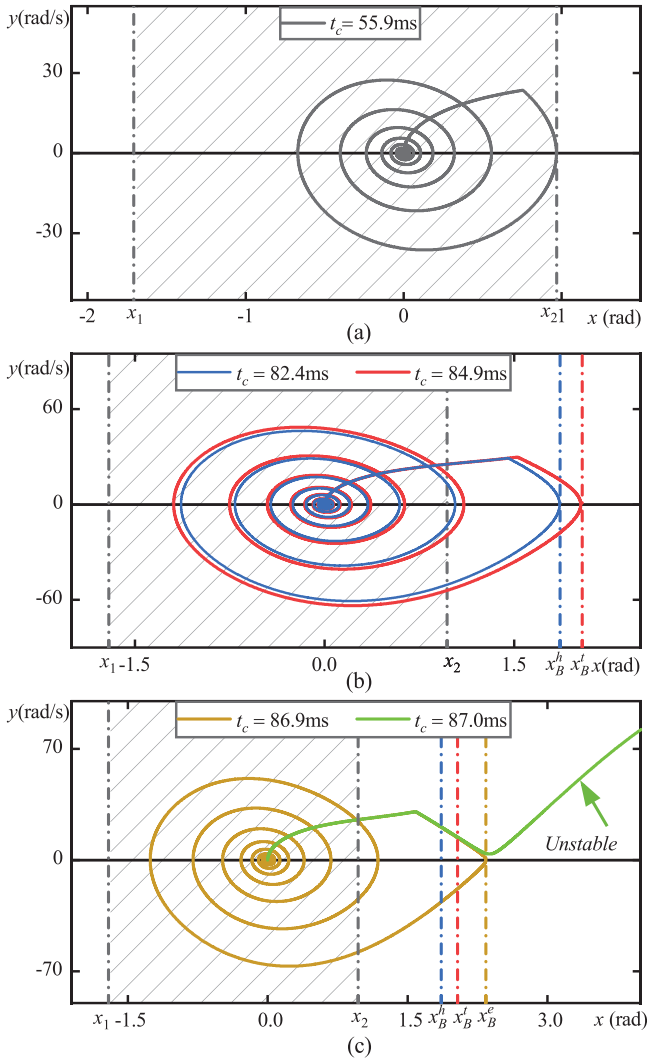 y(rad/s)
t_c = 55.9ms
30
0
-30
-2 x_1 -1 0 x_2 1 x (rad)
(a)
y(rad/s)
t_c = 82.4ms t_c = 84.9ms
60
0
-60
x_1 -1.5 0.0 x_2 1.5 x_B^h x_B^t x(rad)
(b)
y(rad/s)
t_c = 86.9ms t_c = 87.0ms
70
Unstable
0
-70
x_1 -1.5 0.0 x_2 1.5 x_B^h x_B^t x_B^e 3.0 x (rad)
(c)